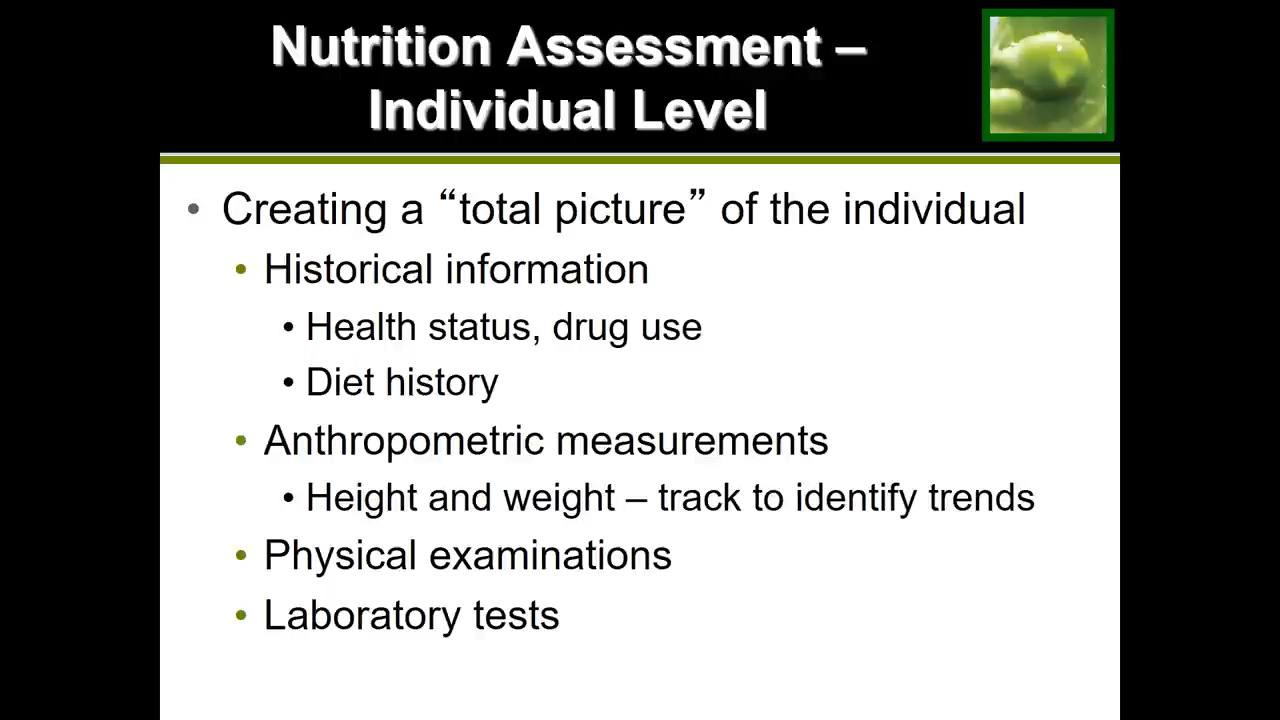 Nutrition Assessment –
Individual Level
• Creating a “total picture” of the individual
• Historical information
• Health status, drug use
• Diet history
• Anthropometric measurements
• Height and weight – track to identify trends
• Physical examinations
• Laboratory tests